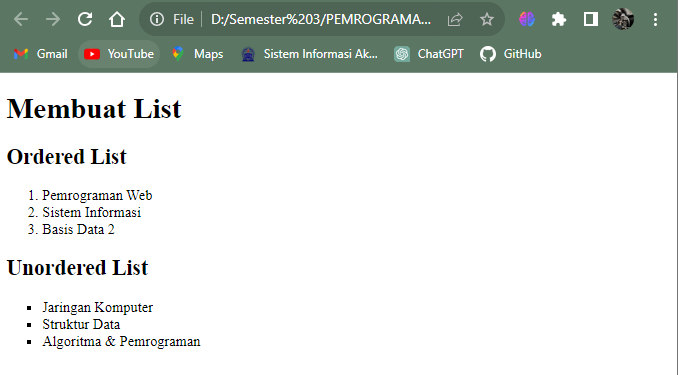 File D:/Semester%203/PEMROGRAMA...
Gmail YouTube Maps Sistem Informasi Ak... ChatGPT GitHub
Membuat List
Ordered List
1. Pemrograman Web
2. Sistem Informasi
3. Basis Data 2
Unordered List
▪ Jaringan Komputer
▪ Struktur Data
▪ Algoritma & Pemrograman